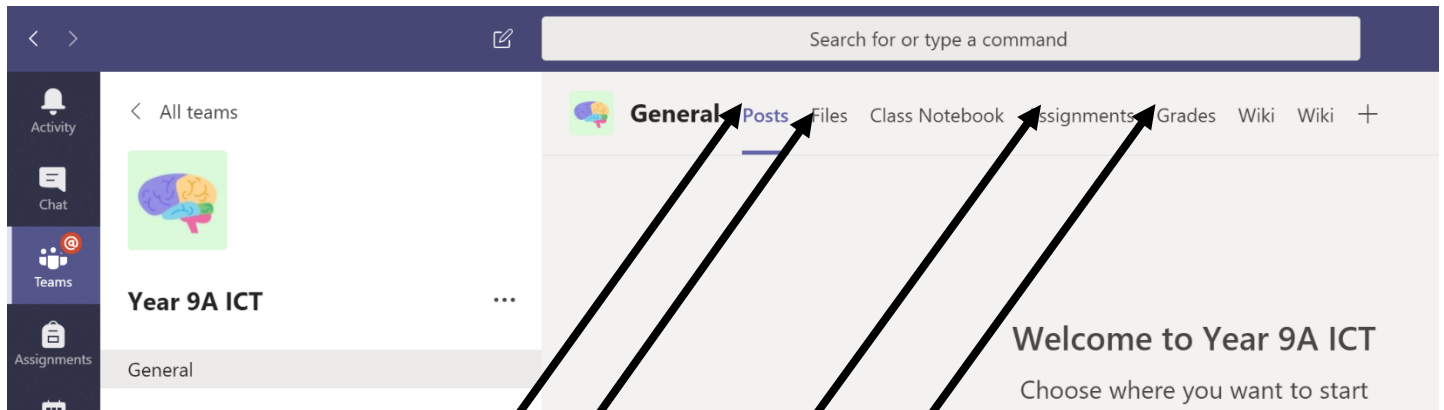 Search for or type a command
Activity
Chat
@
Teams
Assignments
All teams
Year 9A ICT
...
General
General Posts Files Class Notebook Assignments Grades Wiki Wiki +
Welcome to Year 9A ICT
Choose where you want to start